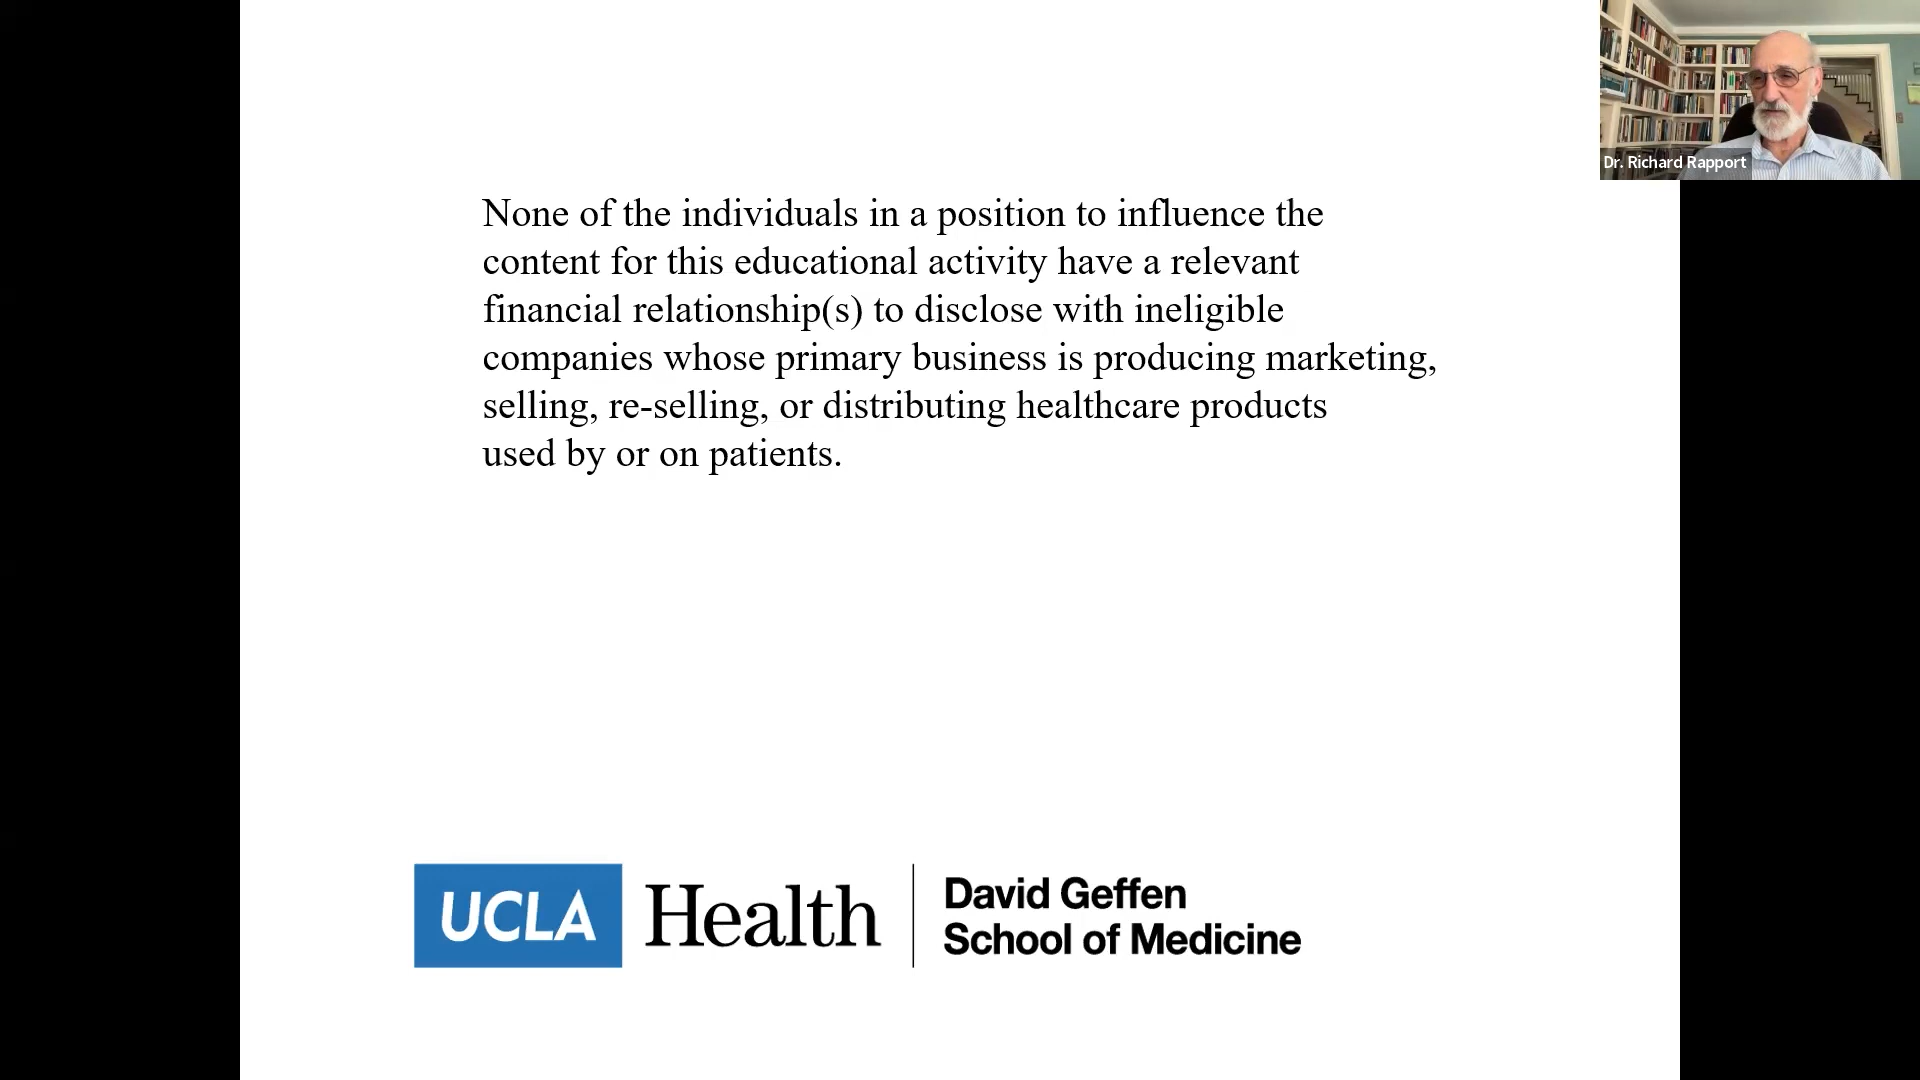 None of the individuals in a position to influence the
content for this educational activity have a relevant
financial relationship(s) to disclose with ineligible
companies whose primary business is producing marketing,
selling, re-selling, or distributing healthcare products
used by or on patients.
Dr. Richard Rapport
UCLA Health
David Geffen
School of Medicine